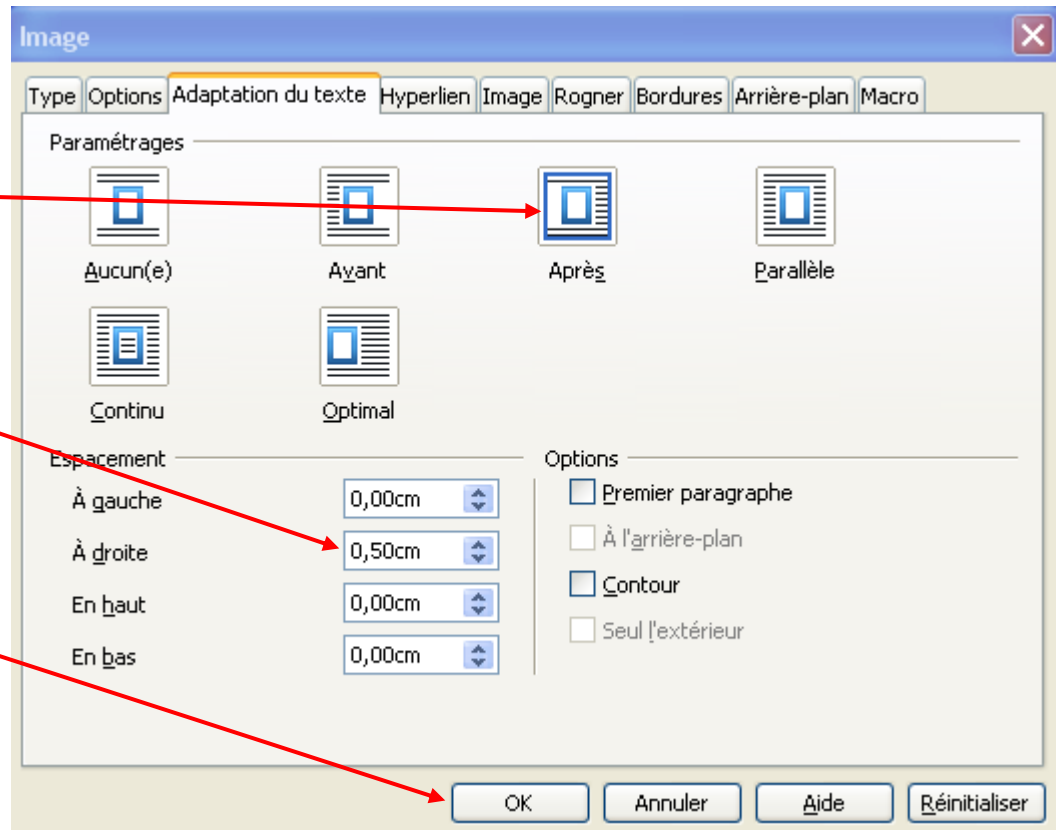 Image
Type Options Adaptation du texte Hyperlien Image Rogner Bordures Arrière-plan Macro
Paramétrages
Aucun(e) Avant Après Parallèle
Continu Optimal
Espacement Options
À gauche 0,00cm Premier paragraphe
À droite 0,50cm À l'arrière-plan
En haut 0,00cm Contour
En bas 0,00cm Seul l'extérieur
OK Annuler Aide Réinitialiser